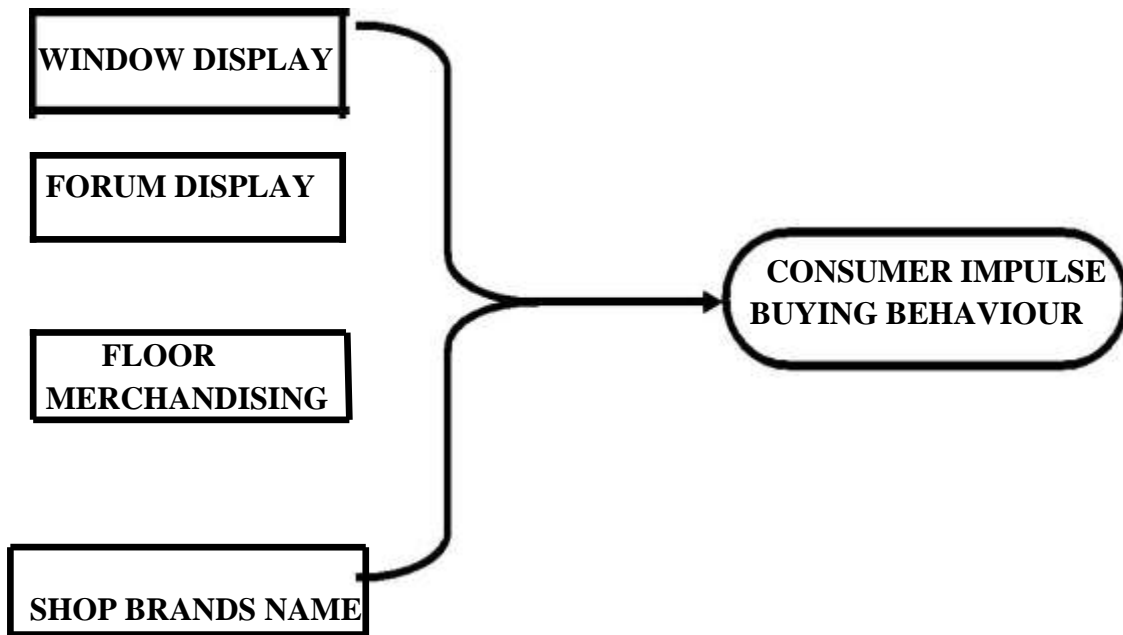 WINDOW DISPLAY
FORUM DISPLAY
FLOOR
MERCHANDISING
SHOP BRANDS NAME
CONSUMER IMPULSE
BUYING BEHAVIOUR